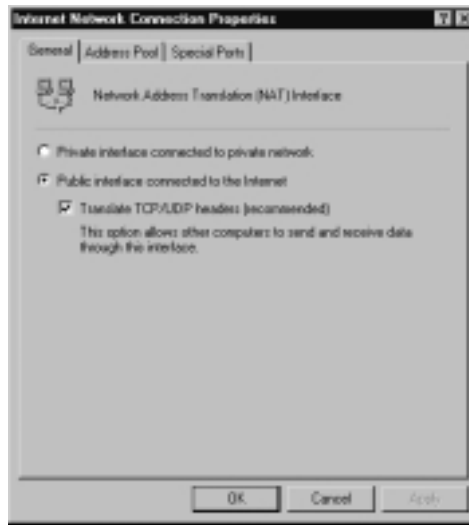 Internet Network Connection Properties
General
Address Pool
Special Ports
Network Address Translation (NAT) Interface
Private interface connected to private network
Public interface connected to the Internet
Translate TCP/UDP headers (recommended)
This option allows other computers to send and receive data
through this interface.
OK
Cancel
Apply